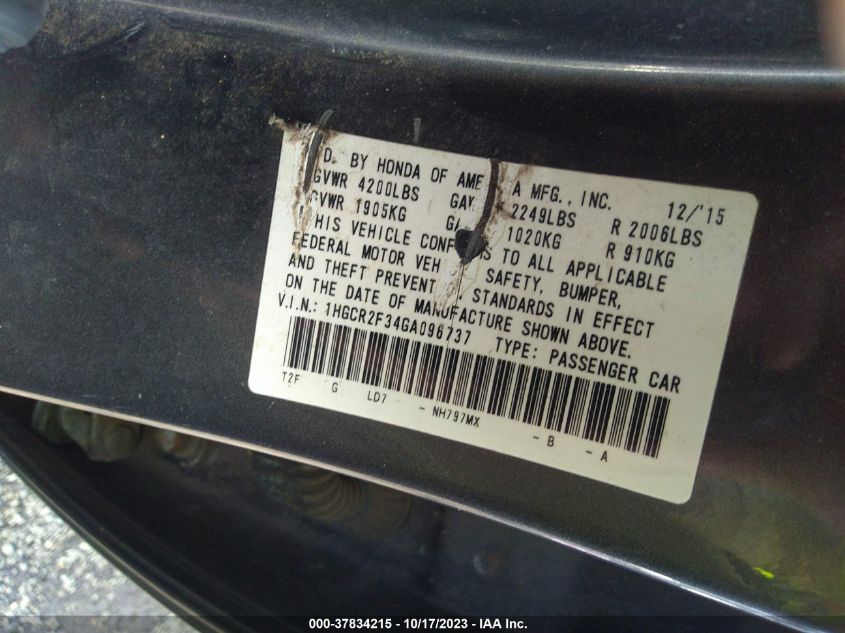 D. BY HONDA OF AME A MFG., INC. 12/'15
GVWR 4200LBS GAW 2249LBS R 2006LBS
GVWR 1905KG GA 1020KG R 910KG
HIS VEHICLE CONF S TO ALL APPLICABLE
FEDERAL MOTOR VEH SAFETY, BUMPER,
AND THEFT PREVENT STANDARDS IN EFFECT
ON THE DATE OF MANUFACTURE SHOWN ABOVE.
V.I.N.: 1HGCR2F34GA096737 TYPE: PASSENGER CAR
T2F G LD7 - NH797MX - B - A
000-37834215 - 10/17/2023 - IAA Inc.